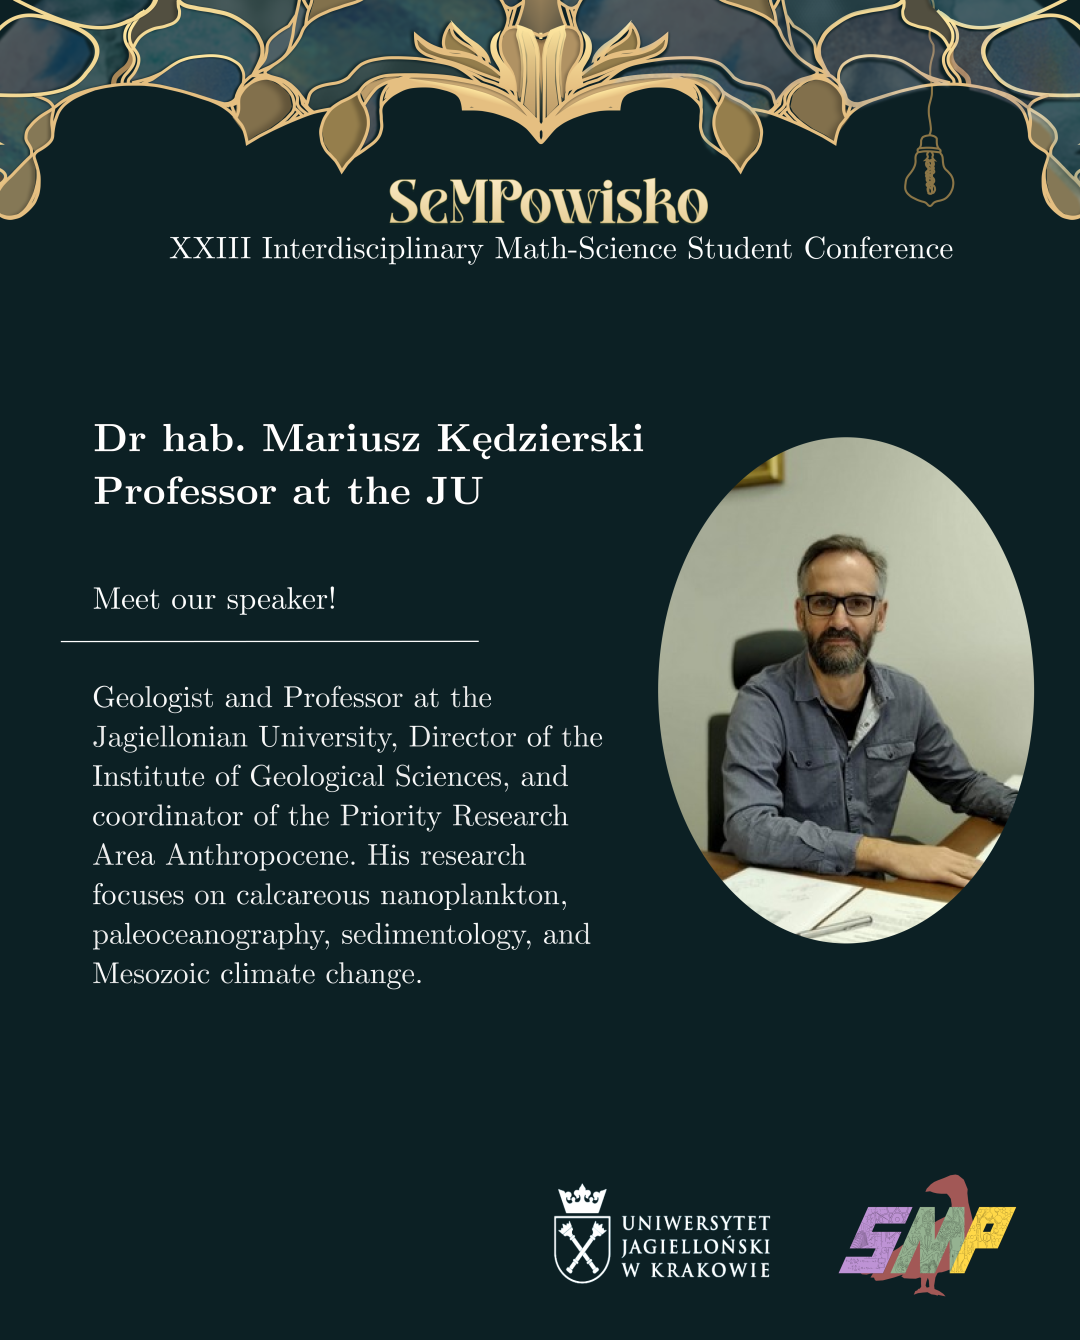 SeMPowisko
XXIII Interdisciplinary Math-Science Student Conference
Dr hab. Mariusz Kędzierski
Professor at the JU
Meet our speaker!
Geologist and Professor at the
Jagiellonian University, Director of the
Institute of Geological Sciences, and
coordinator of the Priority Research
Area Anthropocene. His research
focuses on calcareous nanoplankton,
paleoceanography, sedimentology, and
Mesozoic climate change.
UNIWERSYTET
JAGIELLOŃSKI
W KRAKOWIE
SMP